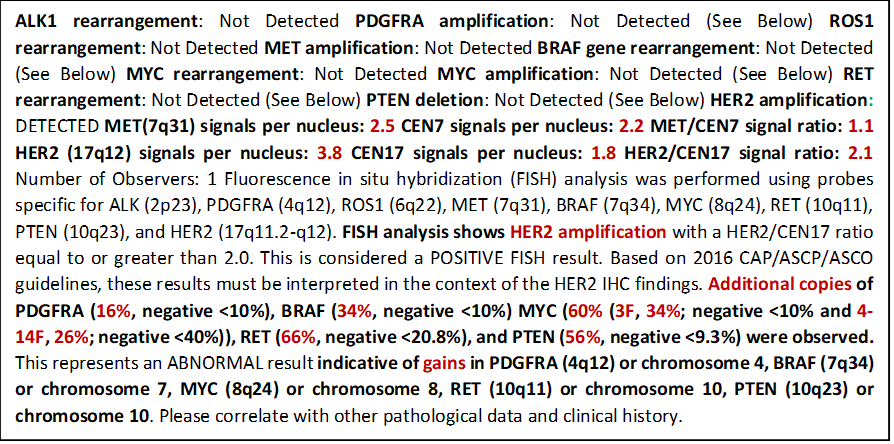 ALK1 rearrangement: Not Detected PDGFRA amplification: Not Detected (See Below) ROS1
rearrangement: Not Detected MET amplification: Not Detected BRAF gene rearrangement: Not Detected
(See Below) MYC rearrangement: Not Detected MYC amplification: Not Detected (See Below) RET
rearrangement: Not Detected (See Below) PTEN deletion: Not Detected (See Below) HER2 amplification:
DETECTED MET(7q31) signals per nucleus: 2.5 CEN7 signals per nucleus: 2.2 MET/CEN7 signal ratio: 1.1
HER2 (17q12) signals per nucleus: 3.8 CEN17 signals per nucleus: 1.8 HER2/CEN17 signal ratio: 2.1
Number of Observers: 1 Fluorescence in situ hybridization (FISH) analysis was performed using probes
specific for ALK (2p23), PDGFRA (4q12), ROS1 (6q22), MET (7q31), BRAF (7q34), MYC (8q24), RET (10q11),
PTEN (10q23), and HER2 (17q11.2-q12). FISH analysis shows HER2 amplification with a HER2/CEN17 ratio
equal to or greater than 2.0. This is considered a POSITIVE FISH result. Based on 2016 CAP/ASCP/ASCO
guidelines, these results must be interpreted in the context of the HER2 IHC findings. Additional copies of
PDGFRA (16%, negative <10%), BRAF (34%, negative <10%) MYC (60% (3F, 34%; negative <10% and 4-
14F, 26%; negative <40%)), RET (66%, negative <20.8%), and PTEN (56%, negative <9.3%) were observed.
This represents an ABNORMAL result indicative of gains in PDGFRA (4q12) or chromosome 4, BRAF (7q34)
or chromosome 7, MYC (8q24) or chromosome 8, RET (10q11) or chromosome 10, PTEN (10q23) or
chromosome 10. Please correlate with other pathological data and clinical history.